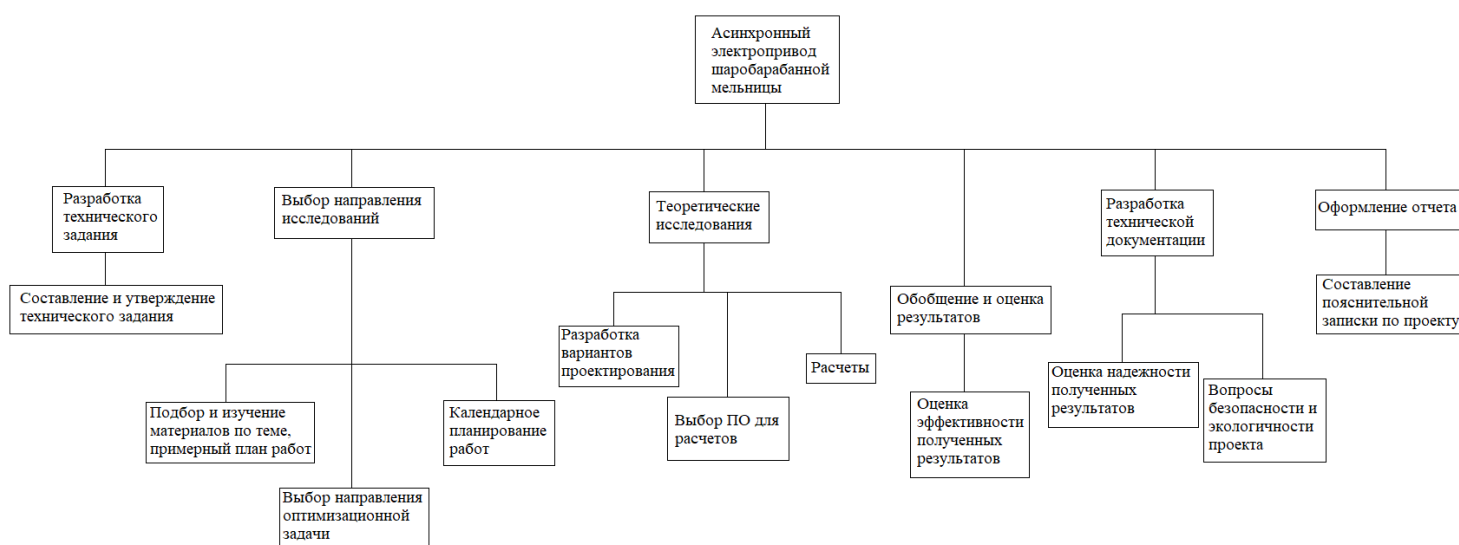 Асинхронный
электропривод
шаробарабанной
мельницы
Разработка
технического
задания
Выбор направления
исследований
Теоретические
исследования
Обобщение и оценка
результатов
Разработка
технической
документации
Оформление отчета
Составление и утверждение
технического задания
Подбор и изучение
материалов по теме,
примерный план работ
Выбор направления
оптимизационной
задачи
Календарное
планирование
работ
Разработка
вариантов
проектирования
Выбор ПО для
расчетов
Расчеты
Оценка
эффективности
полученных
результатов
Оценка надежности
полученных
результатов
Вопросы
безопасности и
экологичности
проекта
Составление
пояснительной
записки по проекту